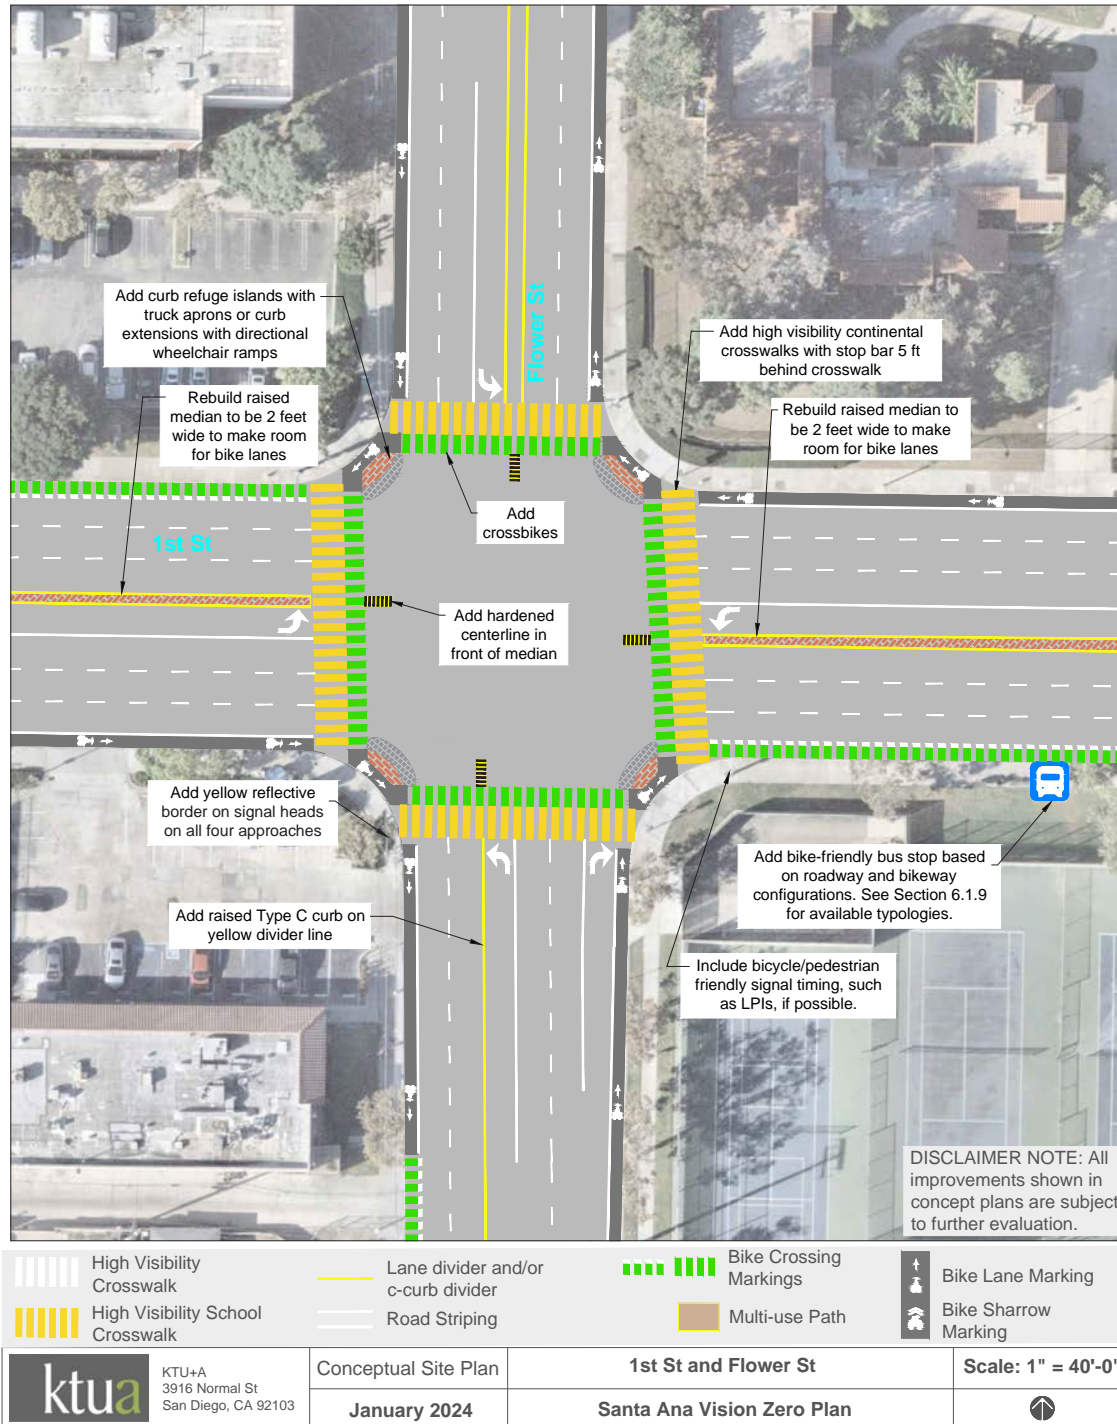 Flower St
Add curb refuge islands with
truck aprons or curb
extensions with directional
wheelchair ramps
Add high visibility continental
crosswalks with stop bar 5 ft
behind crosswalk
Rebuild raised
median to be 2 feet
wide to make room
for bike lanes
Rebuild raised median to
be 2 feet wide to make
room for bike lanes
Add
crossbikes
1st St
Add hardened
centerline in
front of median
Add yellow reflective
border on signal heads
on all four approaches
Add bike-friendly bus stop based
on roadway and bikeway
configurations. See Section 6.1.9
for available typologies.
Add raised Type C curb on
yellow divider line
Include bicycle/pedestrian
friendly signal timing, such
as LPIs, if possible.
DISCLAIMER NOTE: All
improvements shown in
concept plans are subject
to further evaluation.
High Visibility
Crosswalk
High Visibility School
Crosswalk
Lane divider and/or
c-curb divider
Road Striping
Bike Crossing
Markings
Multi-use Path
Bike Lane Marking
Bike Sharrow
Marking
ktua
KTU+A
3916 Normal St
San Diego, CA 92103
Conceptual Site Plan
January 2024
1st St and Flower St
Santa Ana Vision Zero Plan
Scale: 1" = 40'-0"